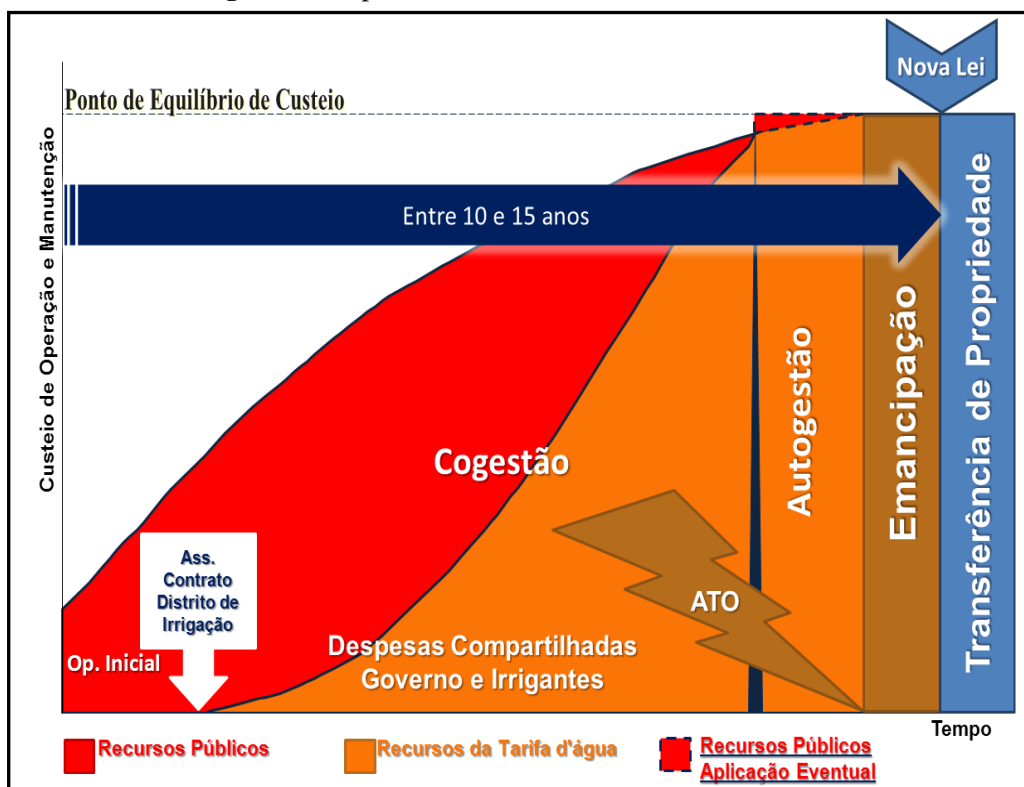 Nova Lei
Ponto de Equilíbrio de Custeio
Custeio de Operação e Manutenção
Entre 10 e 15 anos
Cogestão
Autogestão
Emancipação
Transferência de Propriedade
Ass.
Contrato
Distrito de
Irrigação
Op. Inicial
ATO
Despesas Compartilhadas
Governo e Irrigantes
Tempo
Recursos Públicos
Recursos da Tarifa d'água
Recursos Públicos
Aplicação Eventual